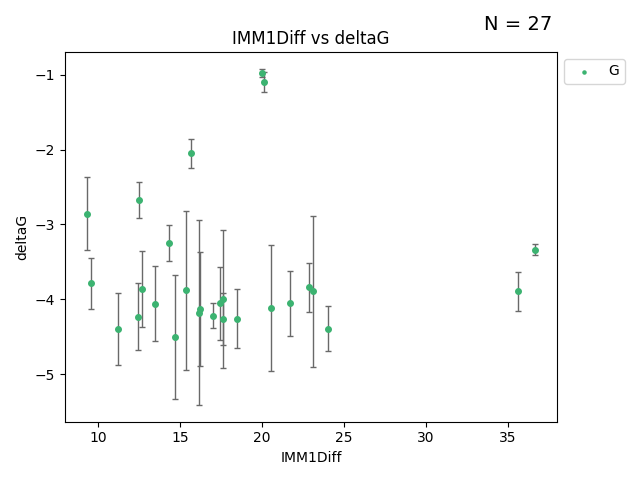 N = 27
IMM1Diff vs deltaG
G
deltaG
−1
−2
−3
−4
−5
10 15 20 25 30 35
IMM1Diff